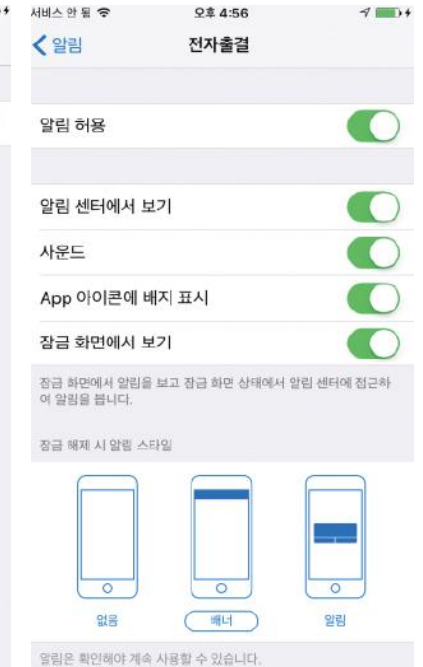 서비스 안 됨 오후 4:56
알림 전자출결
알림 허용
알림 센터에서 보기
사운드
App 아이콘에 배지 표시
잠금 화면에서 보기
잠금 화면에서 알림을 보고 잠금 화면 상태에서 알림 센터에 접근하
여 알림을 봅니다.
잠금 해제 시 알림 스타일
없음 배너 알림
알림은 확인해야 계속 사용할 수 있습니다.